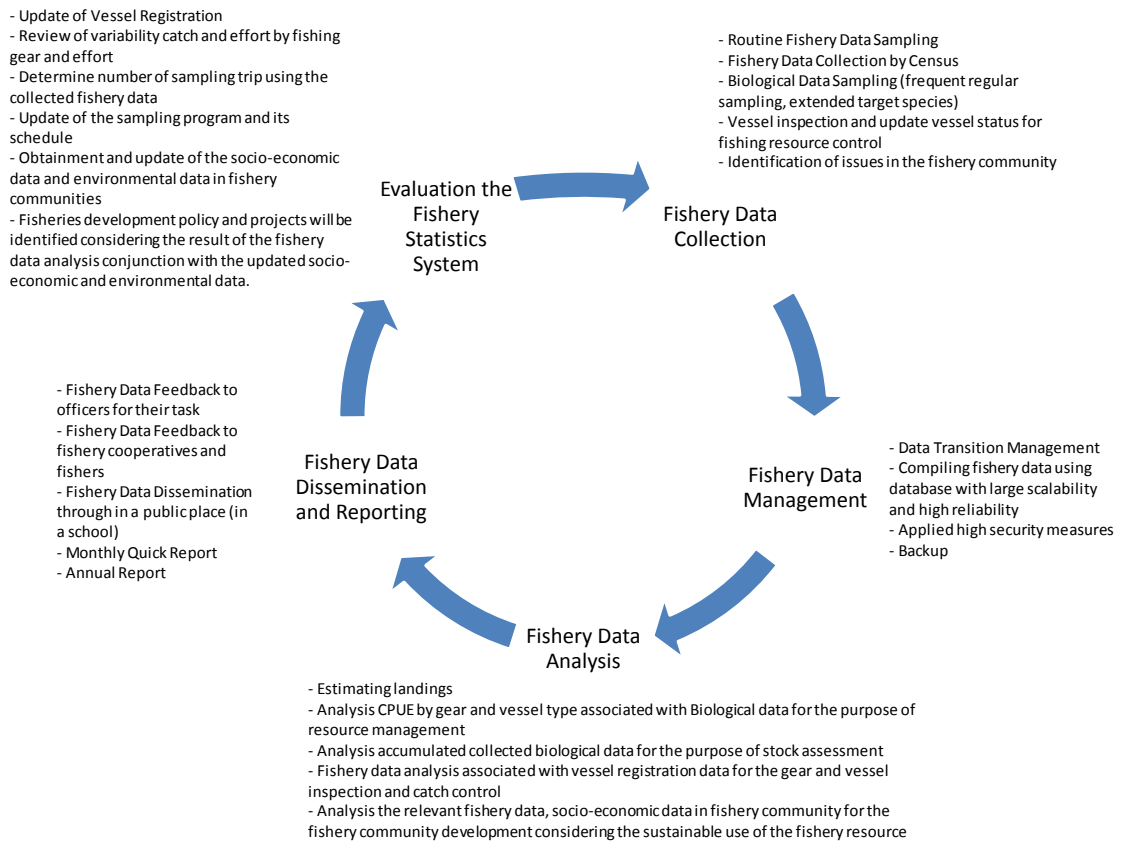 - Update of Vessel Registration
- Review of variability catch and effort by fishing
gear and effort
- Determine number of sampling trip using the
collected fishery data
- Update of the sampling program and its
schedule
- Obtainment and update of the socio-economic
data and environmental data in fishery
communities
- Fisheries development policy and projects will be
identified considering the result of the fishery
data analysis conjunction with the updated socio-
economic and environmental data.
Evaluation the
Fishery
Statistics
System
- Routine Fishery Data Sampling
- Fishery Data Collection by Census
- Biological Data Sampling (frequent regular
sampling, extended target species)
- Vessel inspection and update vessel status for
fishing resource control
- Identification of issues in the fishery community
Fishery Data
Collection
Fishery Data
Management
- Data Transition Management
- Compiling fishery data using
database with large scalability
and high reliability
- Applied high security measures
- Backup
Fishery Data
Analysis
- Estimating landings
- Analysis CPUE by gear and vessel type associated with Biological data for the purpose of
resource management
- Analysis accumulated collected biological data for the purpose of stock assessment
- Fishery data analysis associated with vessel registration data for the gear and vessel
inspection and catch control
- Analysis the relevant fishery data, socio-economic data in fishery community for the
fishery community development considering the sustainable use of the fishery resource
Fishery Data
Dissemination
and Reporting
- Fishery Data Feedback to
officers for their task
- Fishery Data Feedback to
fishery cooperatives and
fishers
- Fishery Data Dissemination
through in a public place (in
a school)
- Monthly Quick Report
- Annual Report